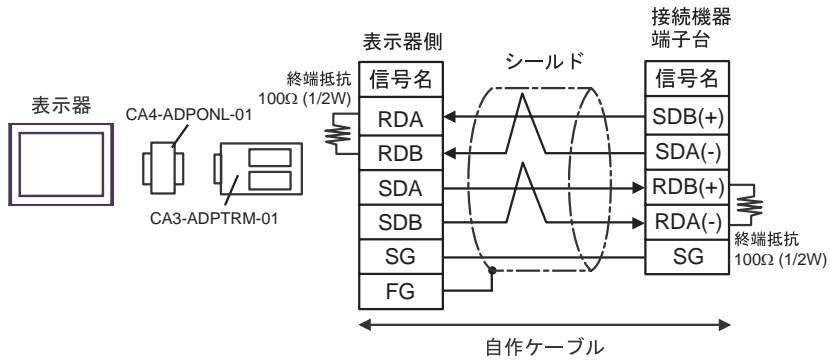 表示器
CA4-ADPONL-01
CA3-ADPTRM-01
表示器側
終端抵抗
100Ω (1/2W)
信号名
RDA
RDB
SDA
SDB
SG
FG
シールド
接続機器
端子台
信号名
SDB(+)
SDA(-)
RDB(+)
RDA(-)
SG
終端抵抗
100Ω (1/2W)
自作ケーブル